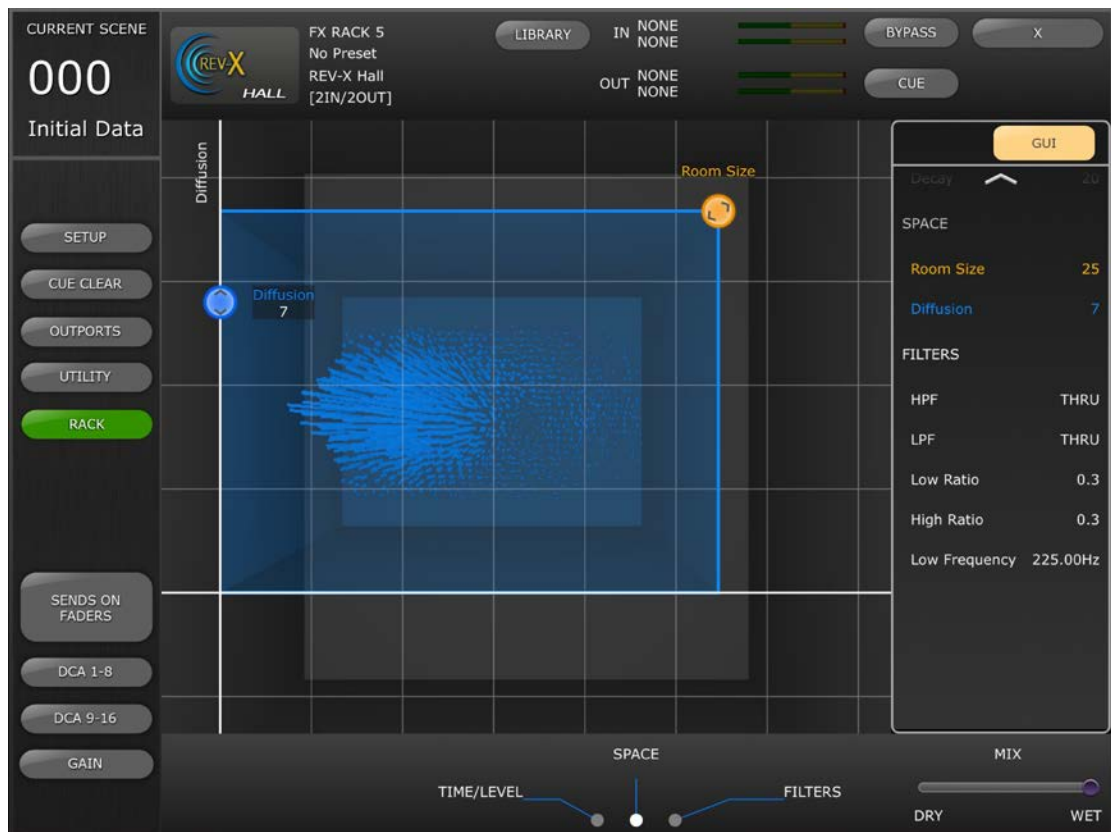 CURRENT SCENE
000
Initial Data
REV-X
HALL
FX RACK 5
No Preset
REV-X Hall
[2IN/2OUT]
LIBRARY
IN NONE
NONE
OUT NONE
NONE
BYPASS
X
CUE
SETUP
CUE CLEAR
OUTPORTS
UTILITY
RACK
SENDS ON
FADERS
DCA 1-8
DCA 9-16
GAIN
Diffusion
Room Size
Diffusion
7
GUI
Decay 20
SPACE
Room Size 25
Diffusion 7
FILTERS
HPF THRU
LPF THRU
Low Ratio 0.3
High Ratio 0.3
Low Frequency 225.00Hz
SPACE
TIME/LEVEL
FILTERS
MIX
DRY WET